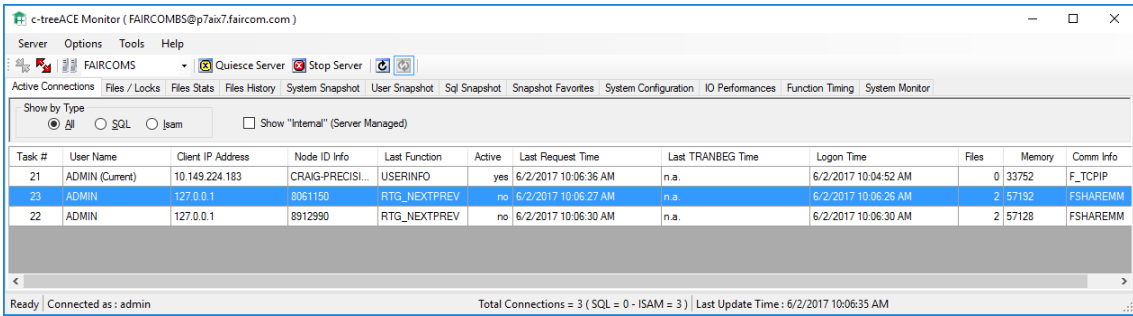 c-treeACE Monitor ( FAIRCOMBS@p7aix7.faircom.com )
Server Options Tools Help
FAIRCOMS Quiesce Server Stop Server
Active Connections Files / Locks Files Stats Files History System Snapshot User Snapshot Sql Snapshot Snapshot Favorites System Configuration IO Performances Function Timing System Monitor
Show by Type
All SQL Isam Show "Internal" (Server Managed)
Task # User Name Client IP Address Node ID Info Last Function Active Last Request Time Last TRANBEG Time Logon Time Files Memory Comm Info
21 ADMIN (Current) 10.149.224.183 CRAIG-PRECISI... USERINFO yes 6/2/2017 10:06:36 AM n.a. 6/2/2017 10:04:52 AM 0 33752 F_TCPIP
23 ADMIN 127.0.0.1 8061150 RTG_NEXTPREV no 6/2/2017 10:06:27 AM n.a. 6/2/2017 10:06:26 AM 2 57192 FSHAREMM
22 ADMIN 127.0.0.1 8912990 RTG_NEXTPREV no 6/2/2017 10:06:30 AM n.a. 6/2/2017 10:06:30 AM 2 57128 FSHAREMM
Ready Connected as : admin Total Connections = 3 ( SQL = 0 - ISAM = 3 ) Last Update Time : 6/2/2017 10:06:35 AM